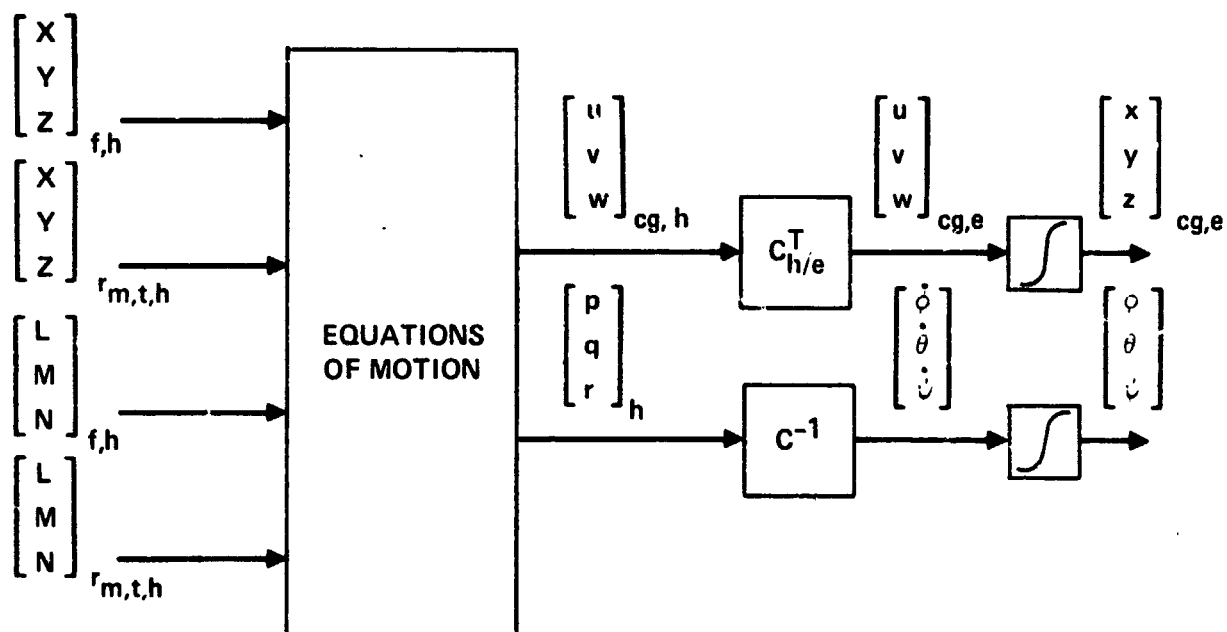 [X Y Z] f,h
[X Y Z] r m,t,h
[L M N] f,h
[L M N] r m,t,h
EQUATIONS
OF MOTION
[u v w] cg, h
C^T h/e
[u v w] cg,e
∫
[x y z] cg,e
[p q r] h
C⁻¹
[φ̇ θ̇ ψ̇]
∫
[φ θ ψ]